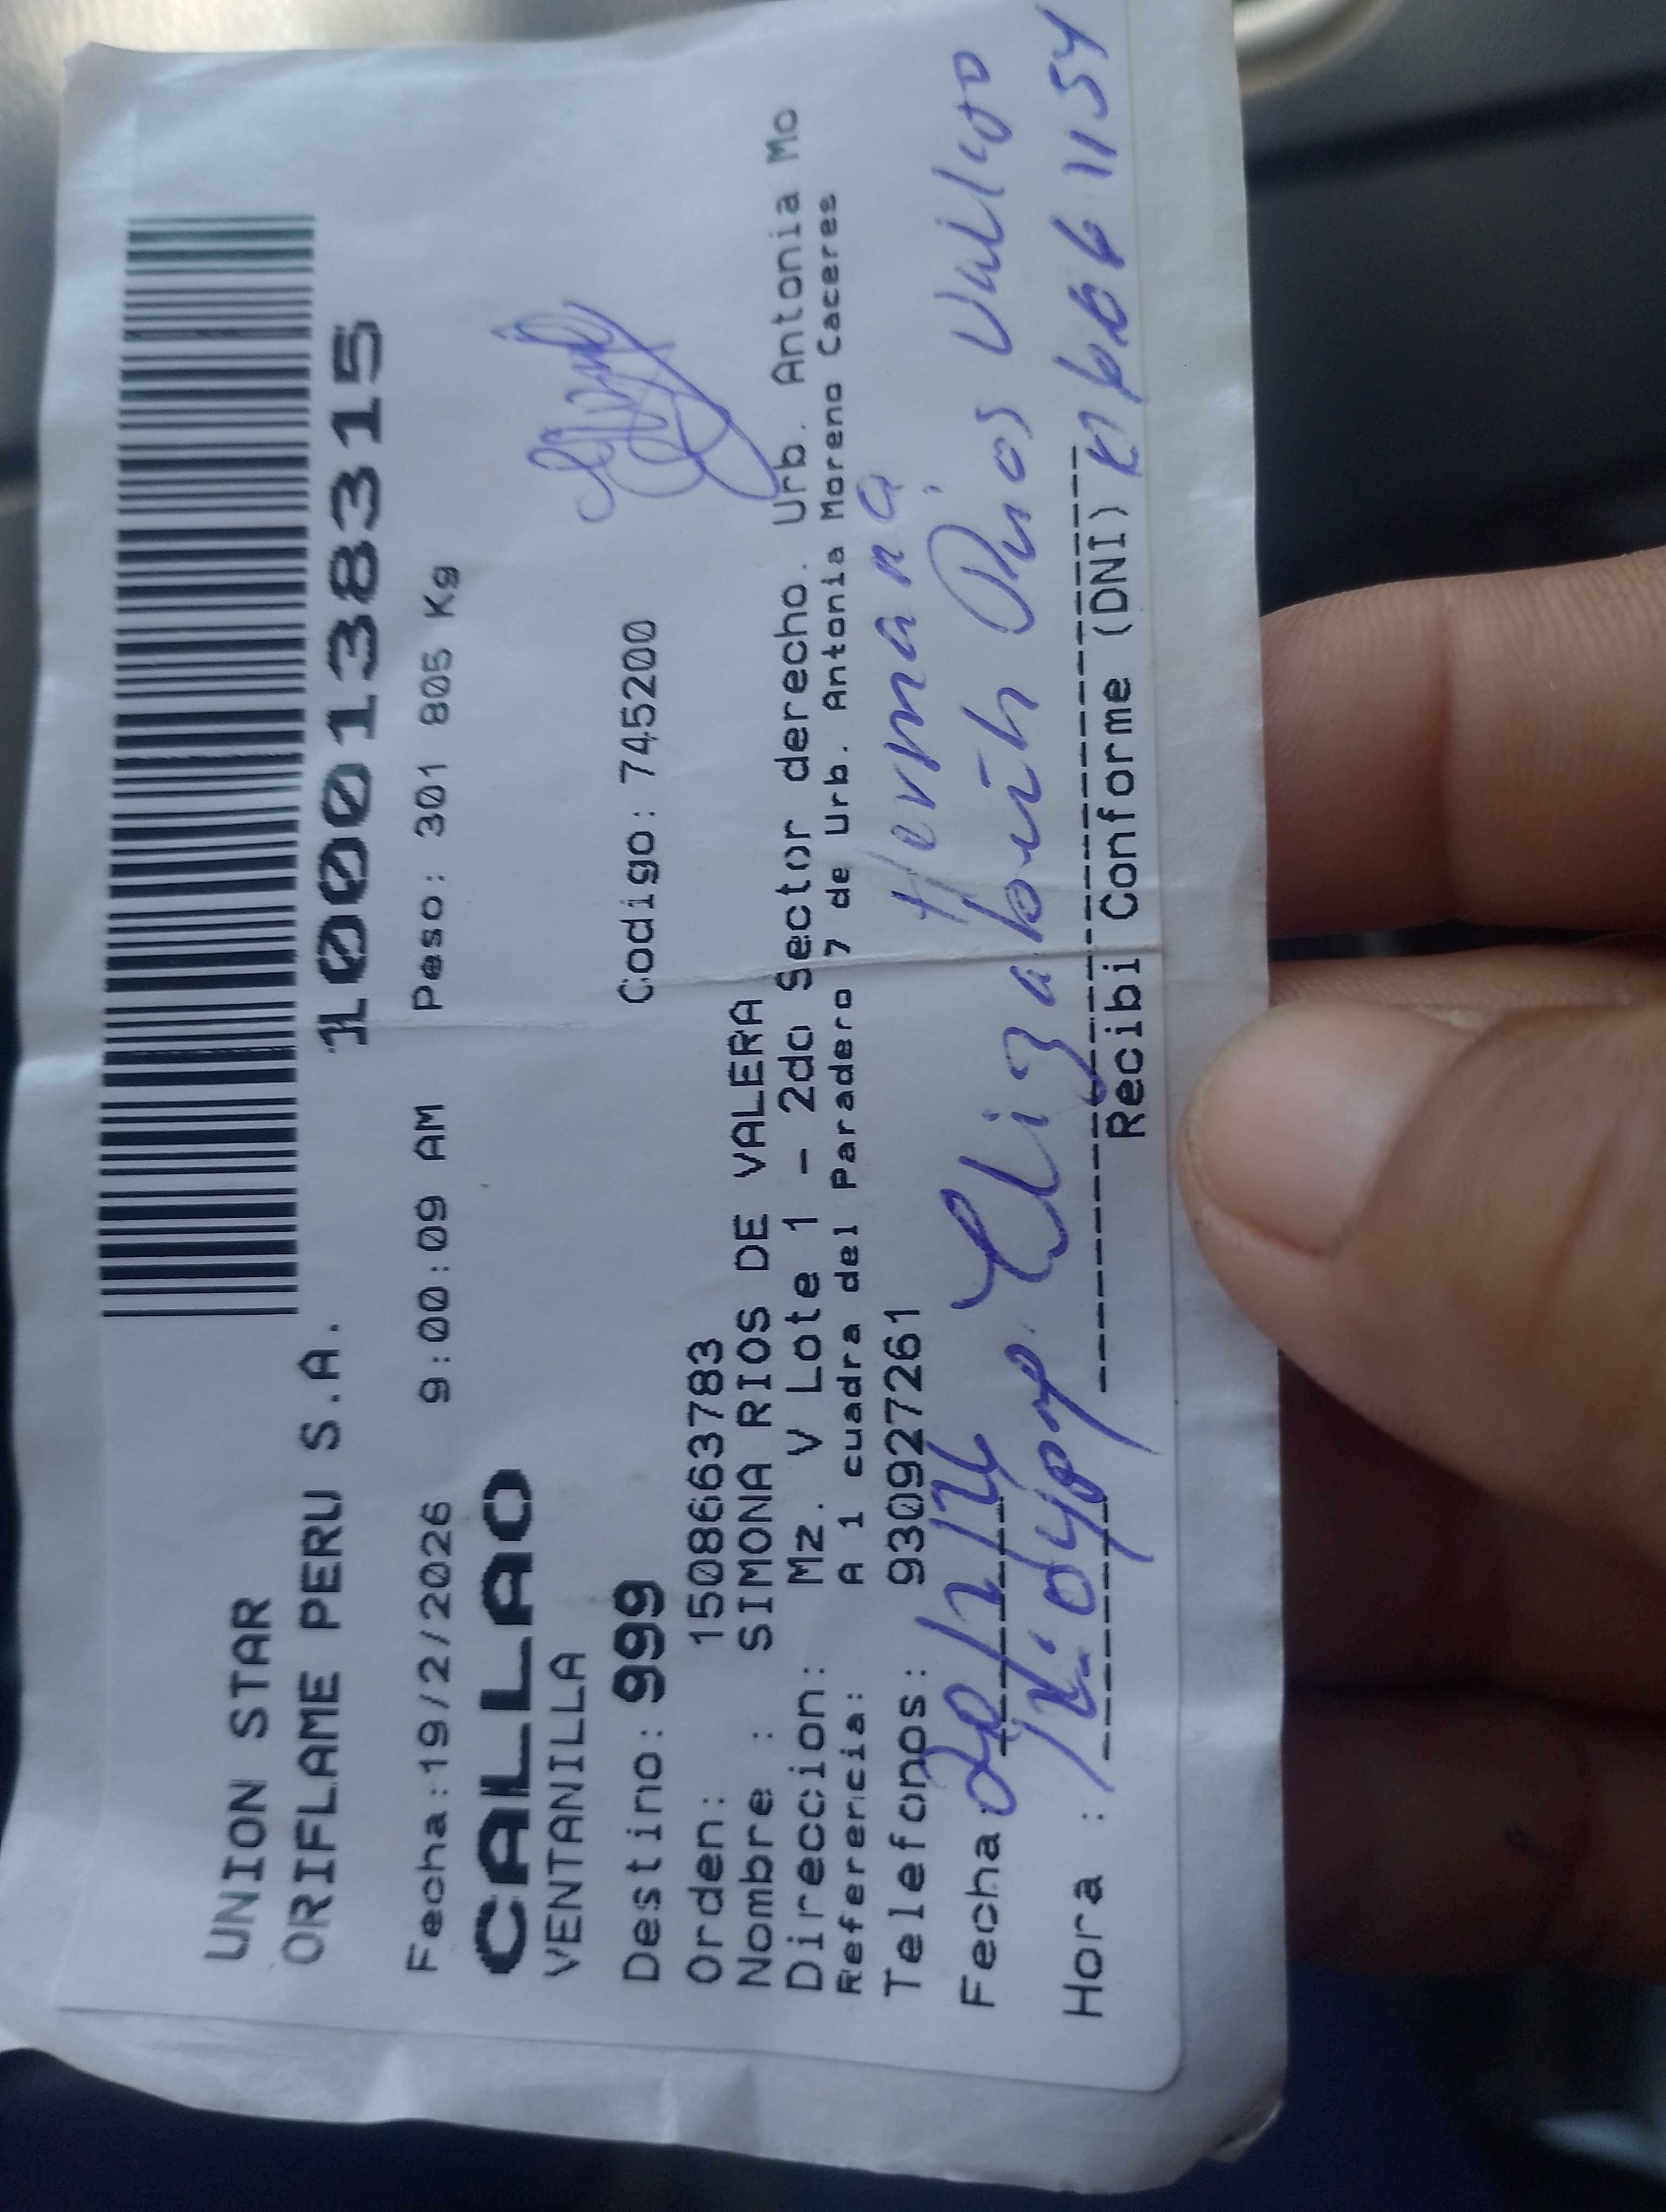 UNION STAR
ORIFLAME PERU S.A.
10001383315
Fecha:19/2/2026 9:00:09 AM Peso: 301 805 Kg
CALLAO
VENTANILLA
Destino: 999 Codigo: 745200
Orden: 1508663783
Nombre : SIMONA RIOS DE VALERA
Direccion: Mz. V Lote 1 - 2do Sector derecho. Urb. Antonia Mo
Referencia: A 1 cuadra del Paradero 7 de Urb. Antonia Moreno Caceres
Telefonos: 930927261
Hermana
Fecha 20/2/26 Elizabeth Rios
Hora :
Recibi Conforme (DNI)